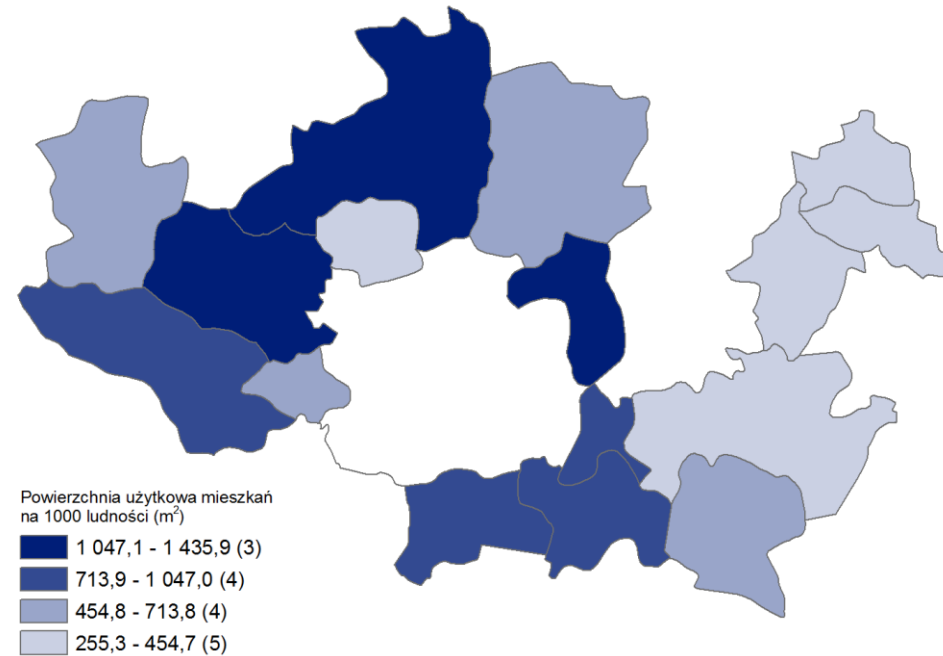 Powierzchnia użytkowa mieszkań
na 1000 ludności (m²)
1 047,1 - 1 435,9 (3)
713,9 - 1 047,0 (4)
454,8 - 713,8 (4)
255,3 - 454,7 (5)